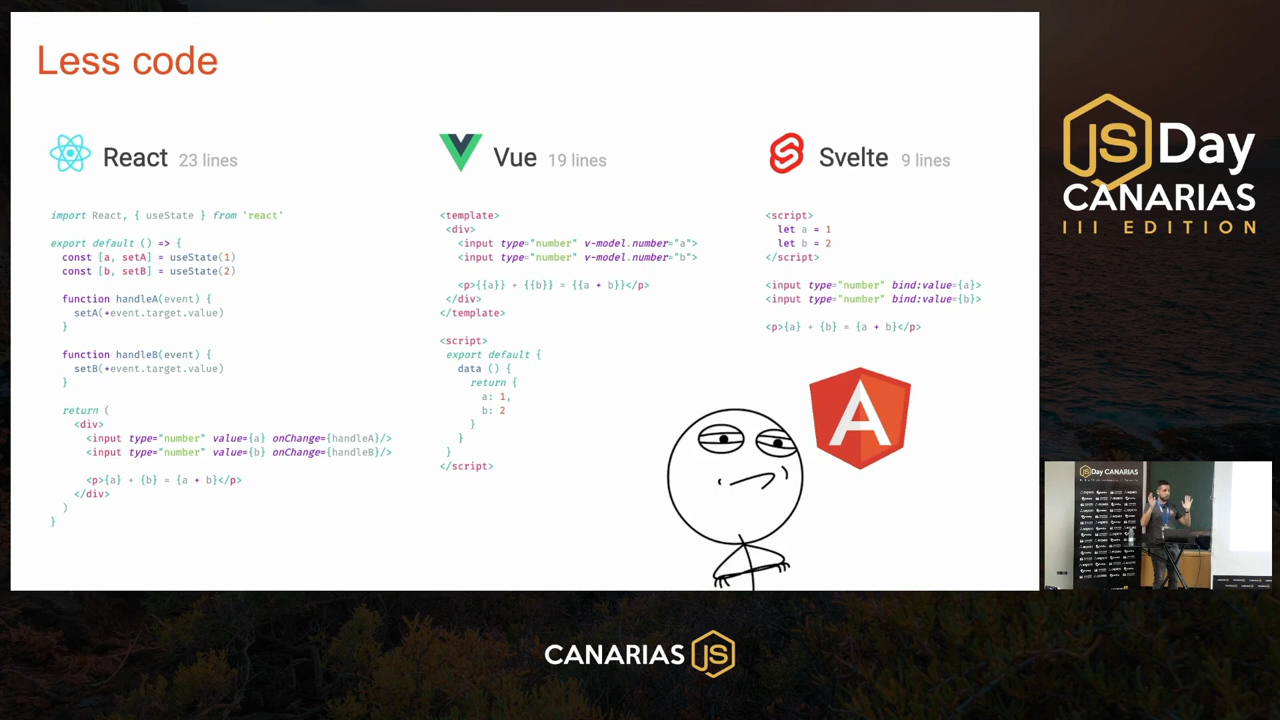 Less code
React 23 lines
import React, { useState } from 'react'
export default () => {
const [a, setA] = useState(1)
const [b, setB] = useState(2)
function handleA(event) {
setA(+event.target.value)
}
function handleB(event) {
setB(+event.target.value)
}
return (
<div>
<input type="number" value={a} onChange={handleA}/>
<input type="number" value={b} onChange={handleB}/>
<p>{a} + {b} = {a + b}</p>
</div>
)
}
Vue 19 lines
<template>
<div>
<input type="number" v-model.number="a">
<input type="number" v-model.number="b">
<p>{{a}} + {{b}} = {{a + b}}</p>
</div>
</template>
<script>
export default {
data () {
return {
a: 1,
b: 2
}
}
}
</script>
Svelte 9 lines
<script>
let a = 1
let b = 2
</script>
<input type="number" bind:value={a}>
<input type="number" bind:value={b}>
<p>{a} + {b} = {a + b}</p>
A
JS Day
CANARIAS
III EDITION
JSDay CANARIAS
CANARIAS JS